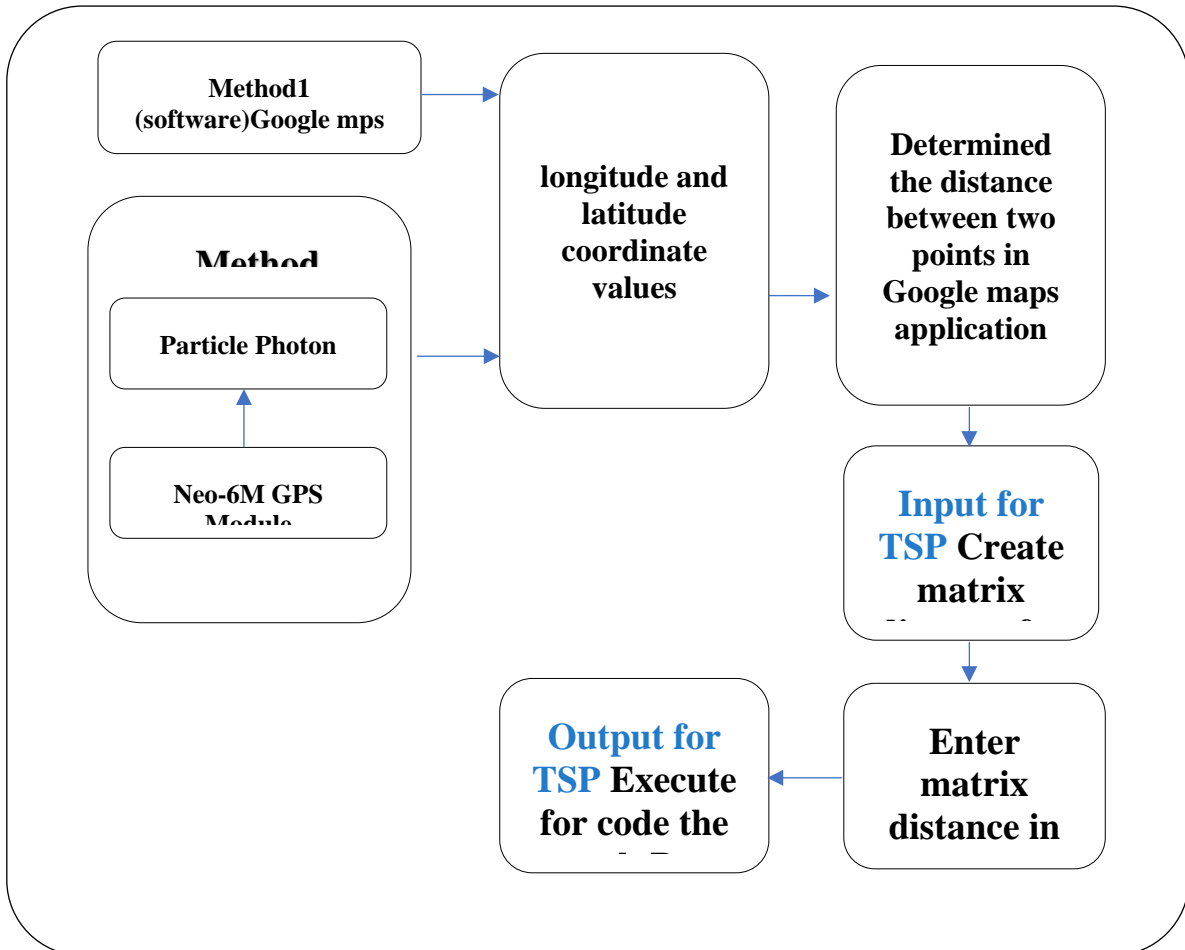 Method1
(software)Google mps
longitude and
latitude
coordinate
values
Determined
the distance
between two
points in
Google maps
application
Method
Particle Photon
Neo-6M GPS
Module
Input for
TSP Create
matrix
Enter
matrix
distance in
Output for
TSP Execute
for code the